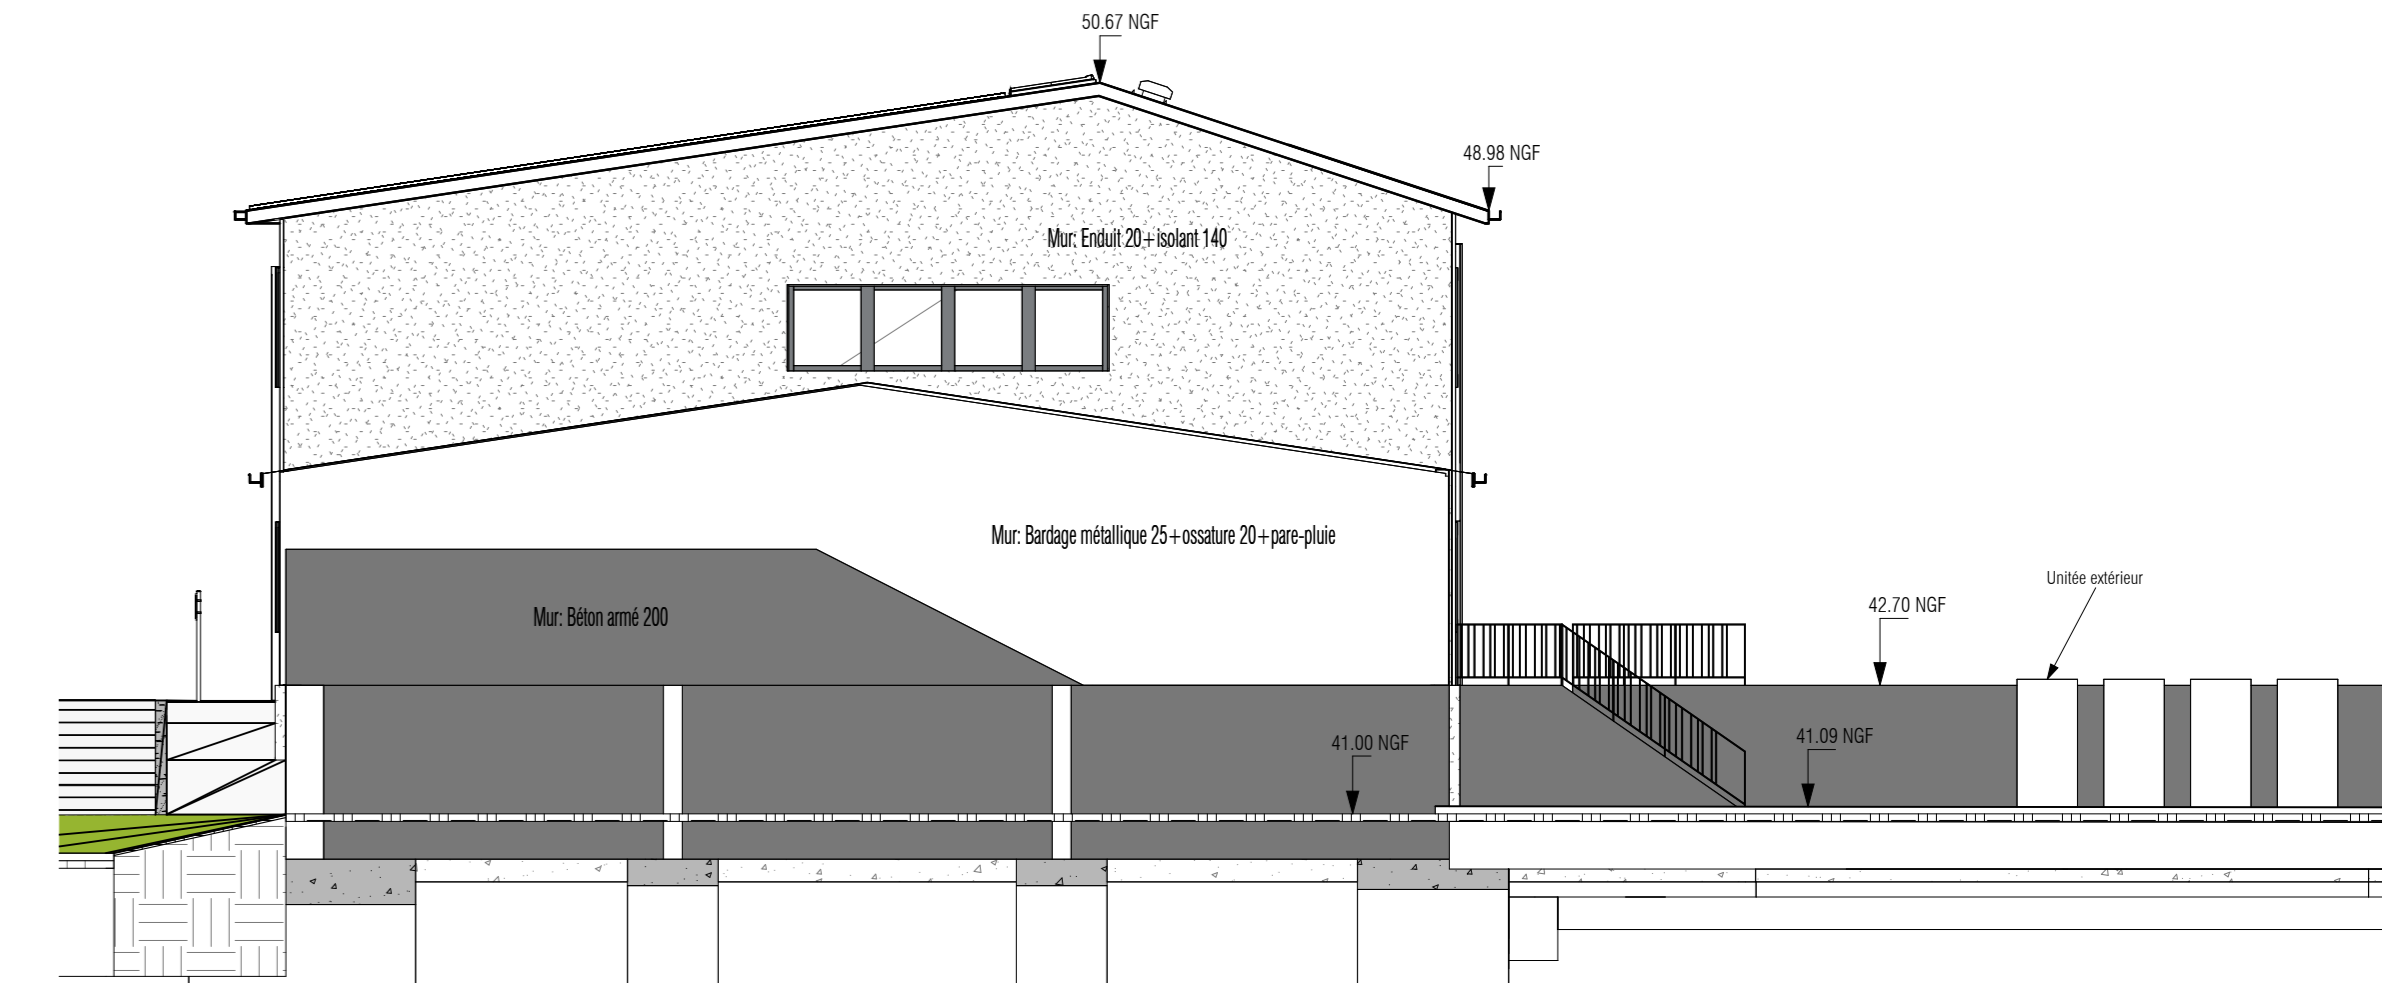 50.67 NGF
48.98 NGF
Mur: Enduit 20+isolant 140
Mur: Bardage métallique 25+ossature 20+pare-pluie
Unitée extérieur
42.70 NGF
Mur: Béton armé 200
41.00 NGF
41.09 NGF